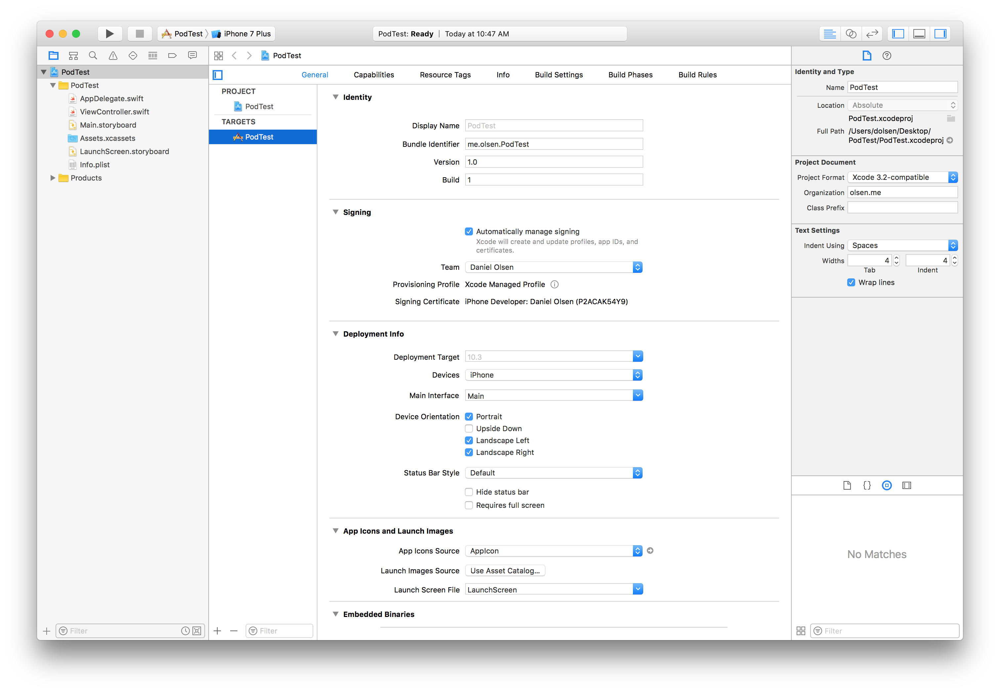 PodTest iPhone 7 Plus
PodTest: Ready Today at 10:47 AM
PodTest
PodTest
AppDelegate.swift
ViewController.swift
Main.storyboard
Assets.xcassets
LaunchScreen.storyboard
Info.plist
Products
Filter
PodTest
General Capabilities Resource Tags Info Build Settings Build Phases Build Rules
PROJECT
PodTest
TARGETS
PodTest
Filter
Identity
Display Name PodTest
Bundle Identifier me.olsen.PodTest
Version 1.0
Build 1
Signing
Automatically manage signing
Xcode will create and update profiles, app IDs, and
certificates.
Team Daniel Olsen
Provisioning Profile Xcode Managed Profile
Signing Certificate iPhone Developer: Daniel Olsen (P2ACAK54Y9)
Deployment Info
Deployment Target 10.3
Devices iPhone
Main Interface Main
Device Orientation Portrait
Upside Down
Landscape Left
Landscape Right
Status Bar Style Default
Hide status bar
Requires full screen
App Icons and Launch Images
App Icons Source AppIcon
Launch Images Source Use Asset Catalog...
Launch Screen File LaunchScreen
Embedded Binaries
Identity and Type
Name PodTest
Location Absolute
PodTest.xcodeproj
Full Path /Users/dolsen/Desktop/
PodTest/PodTest.xcodeproj
Project Document
Project Format Xcode 3.2-compatible
Organization olsen.me
Class Prefix
Text Settings
Indent Using Spaces
Widths 4 4
Tab Indent
Wrap lines
{}
No Matches
Filter